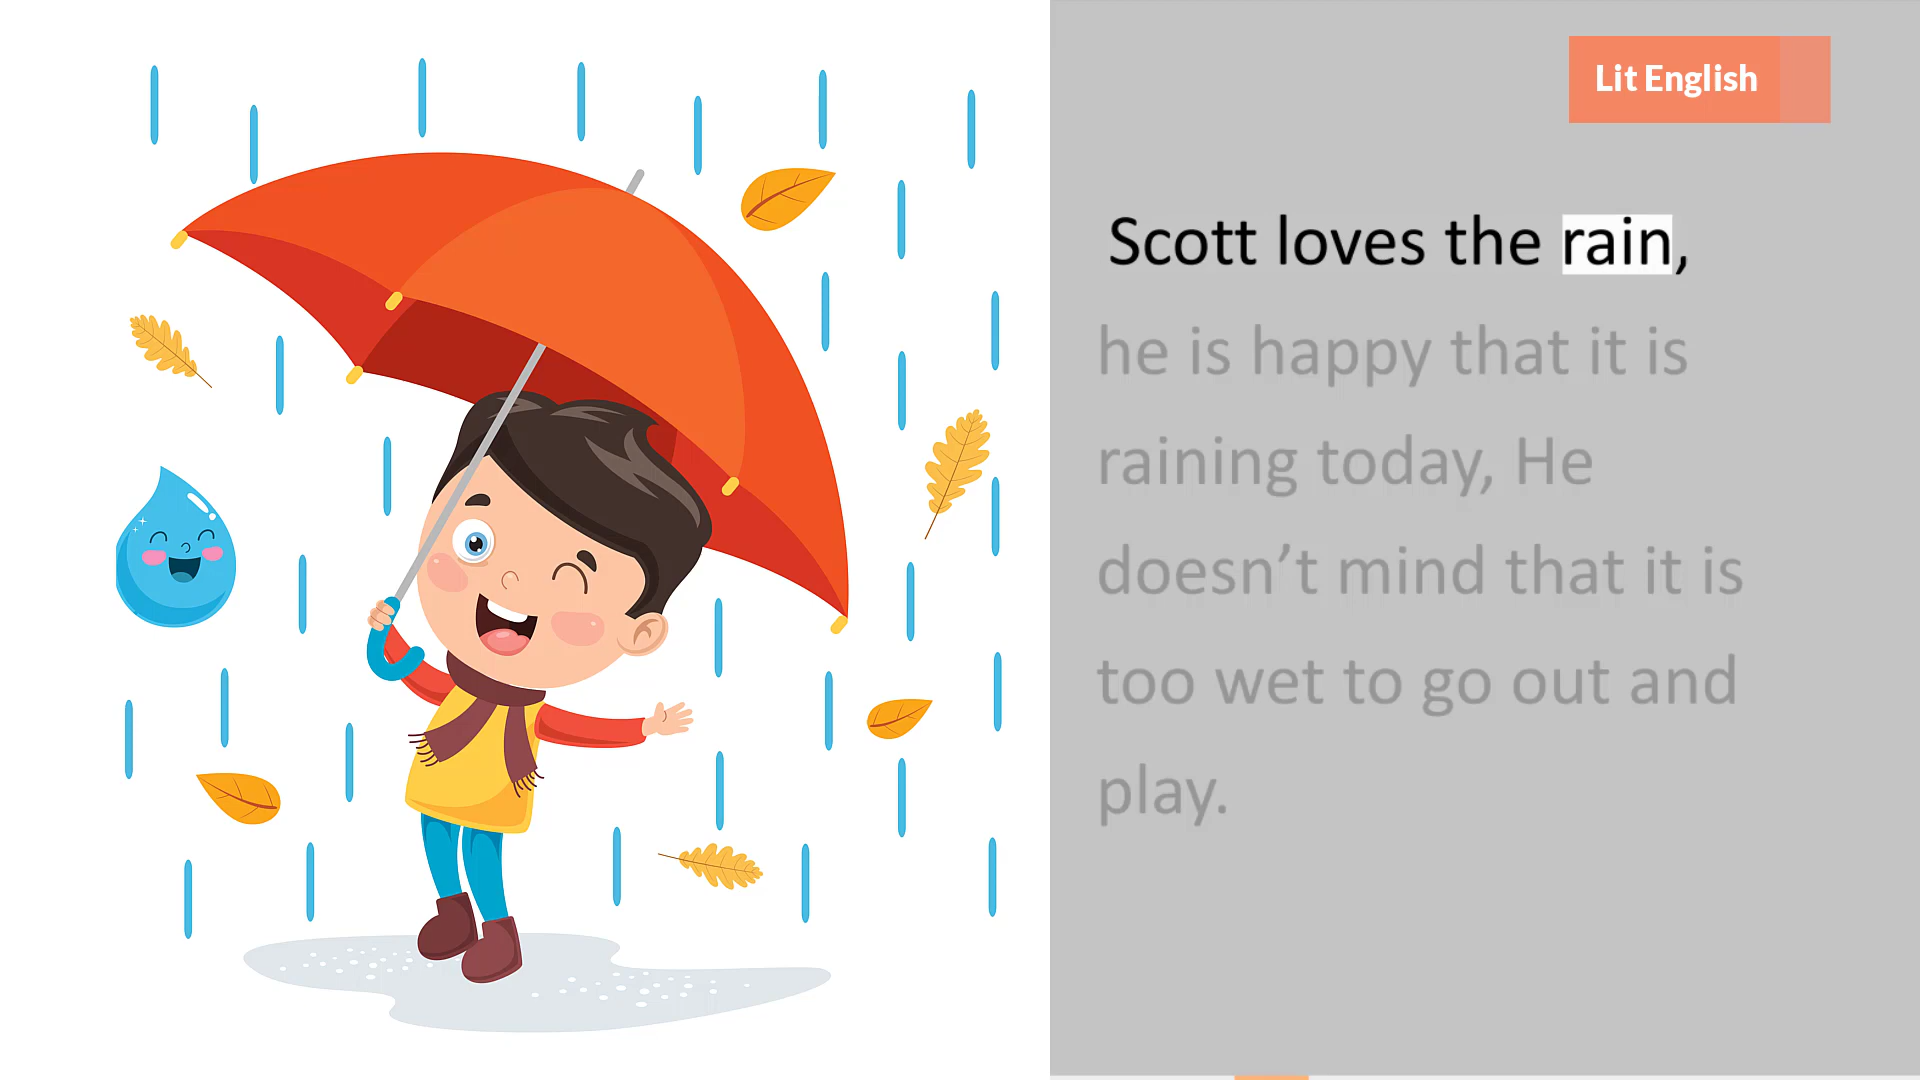 Lit English
Scott loves the rain,
he is happy that it is
raining today, He
doesn’t mind that it is
too wet to go out and
play.